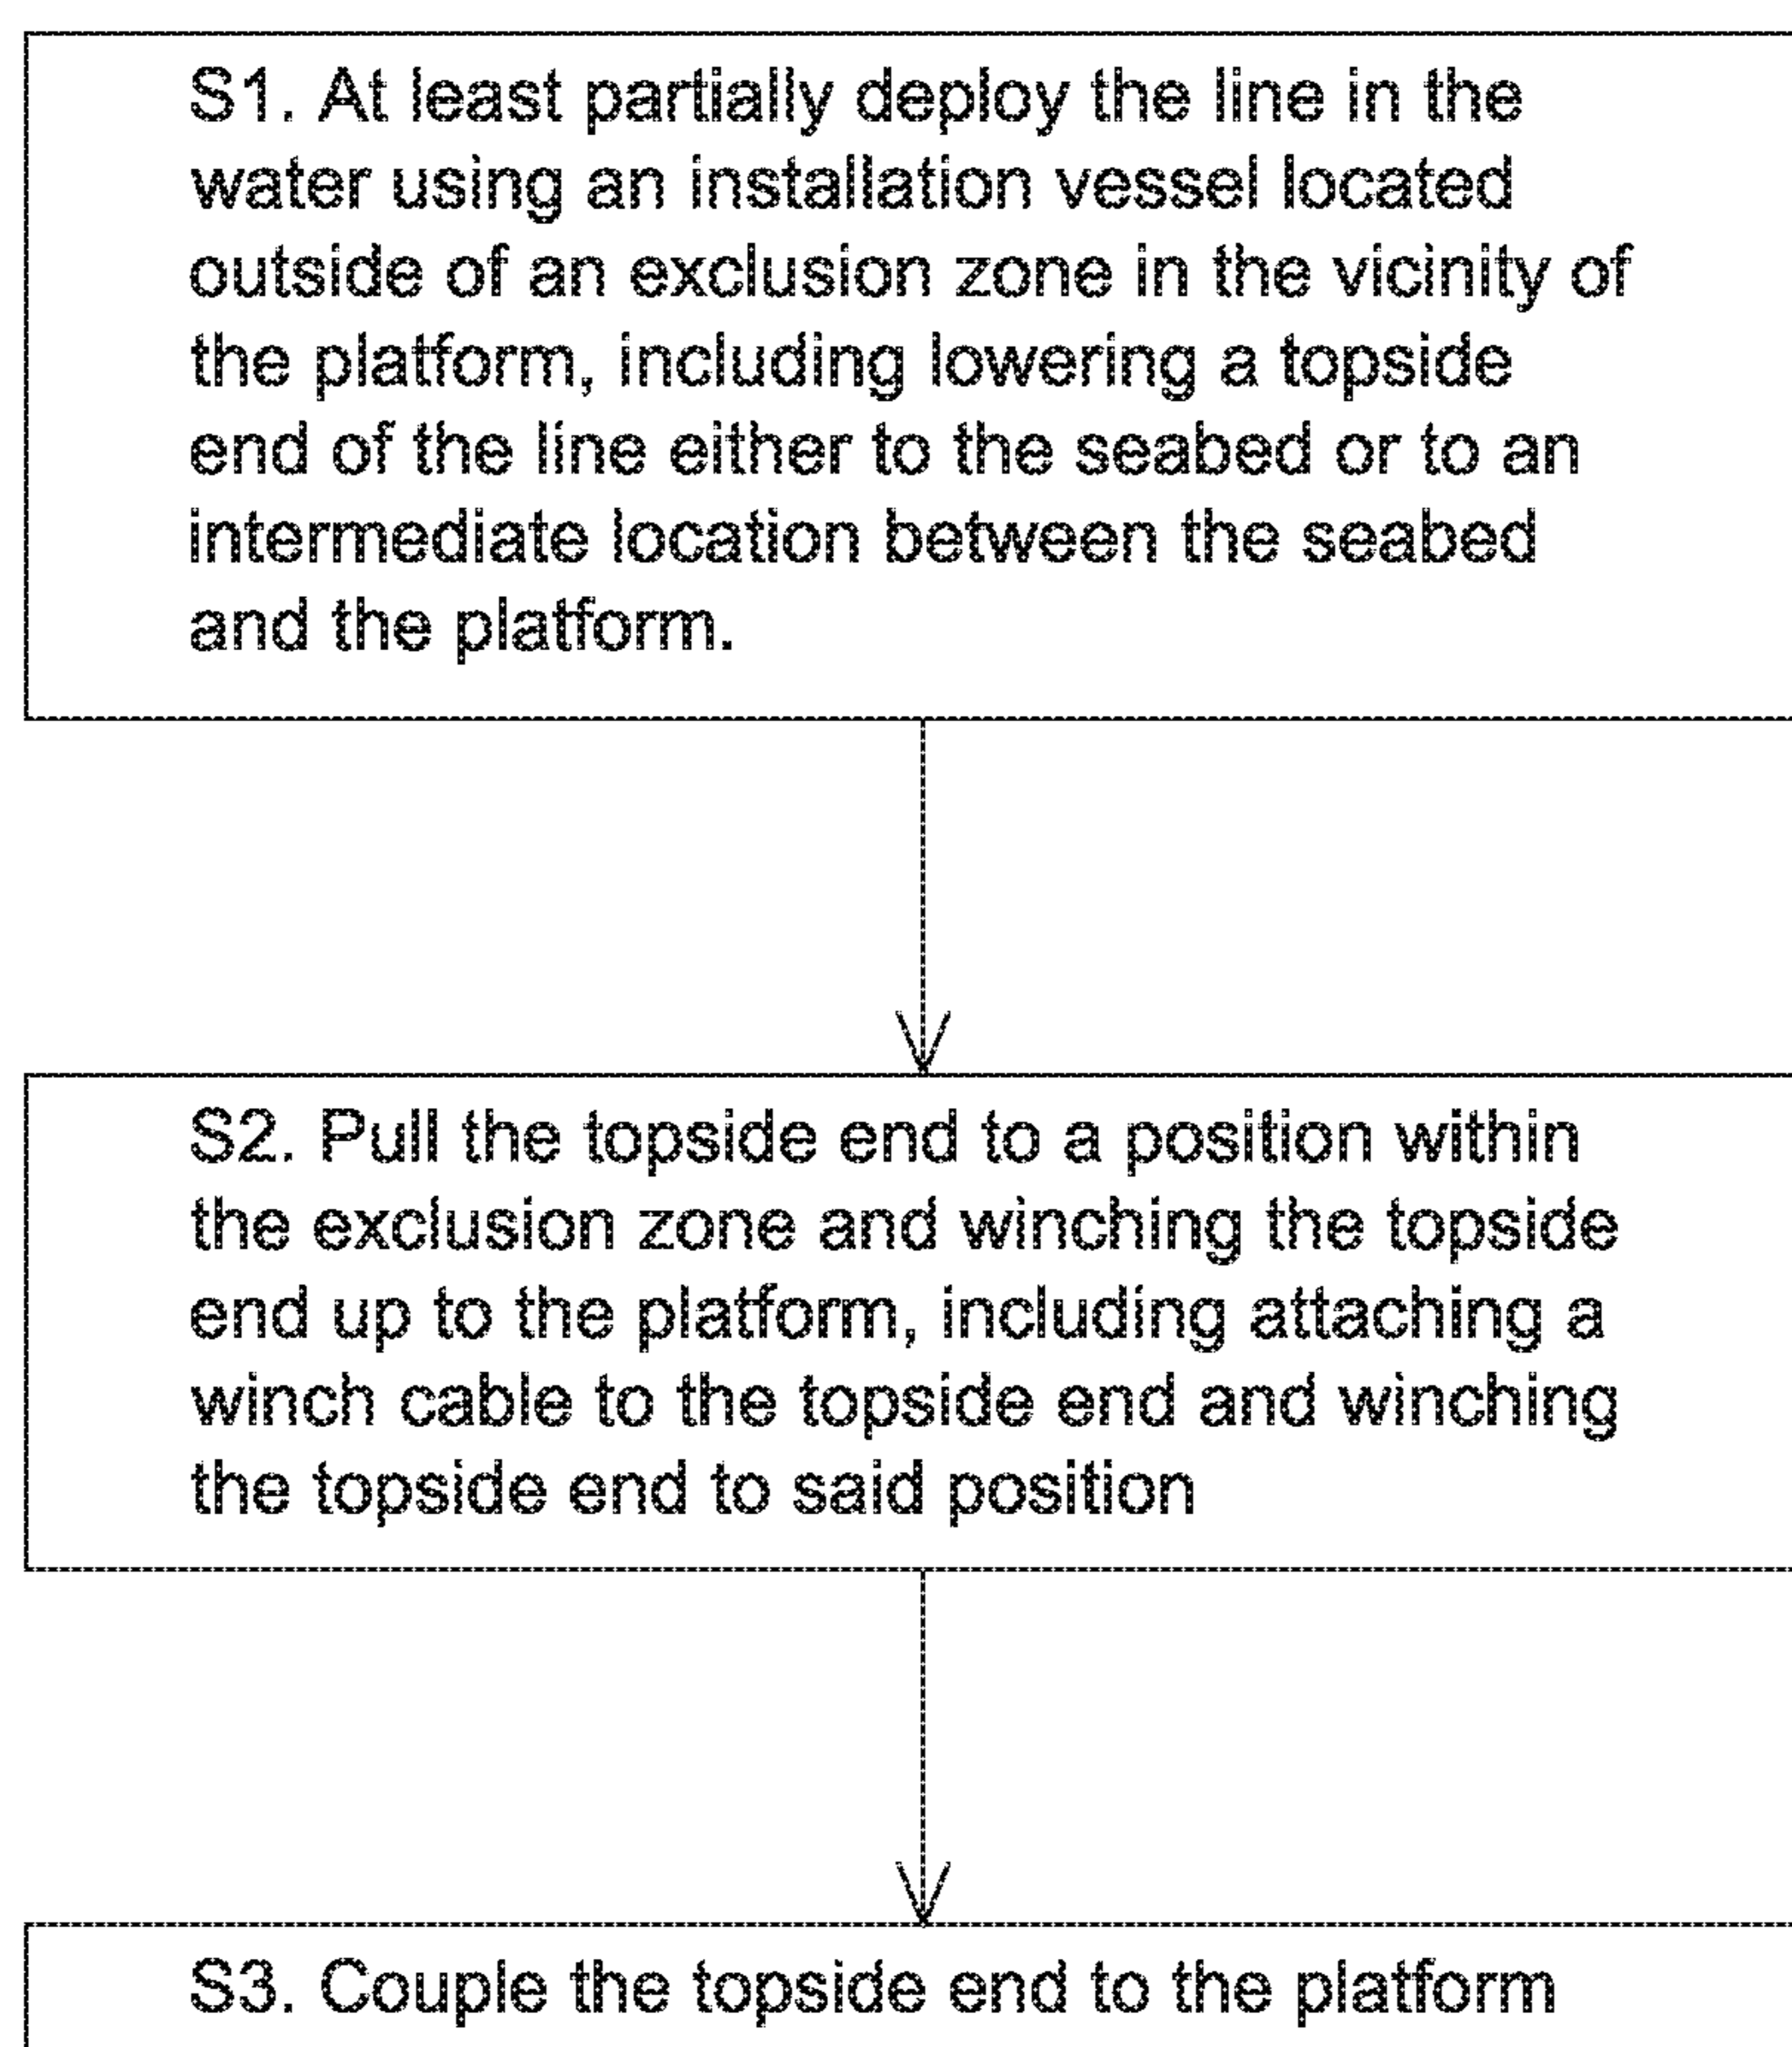 S1. At least partially deploy the line in the
water using an installation vessel located
outside of an exclusion zone in the vicinity of
the platform, including lowering a topside
end of the line either to the seabed or to an
intermediate location between the seabed
and the platform.
S2. Pull the topside end to a position within
the exclusion zone and winching the topside
end up to the platform, including attaching a
winch cable to the topside end and winching
the topside end to said position
S3. Couple the topside end to the platform